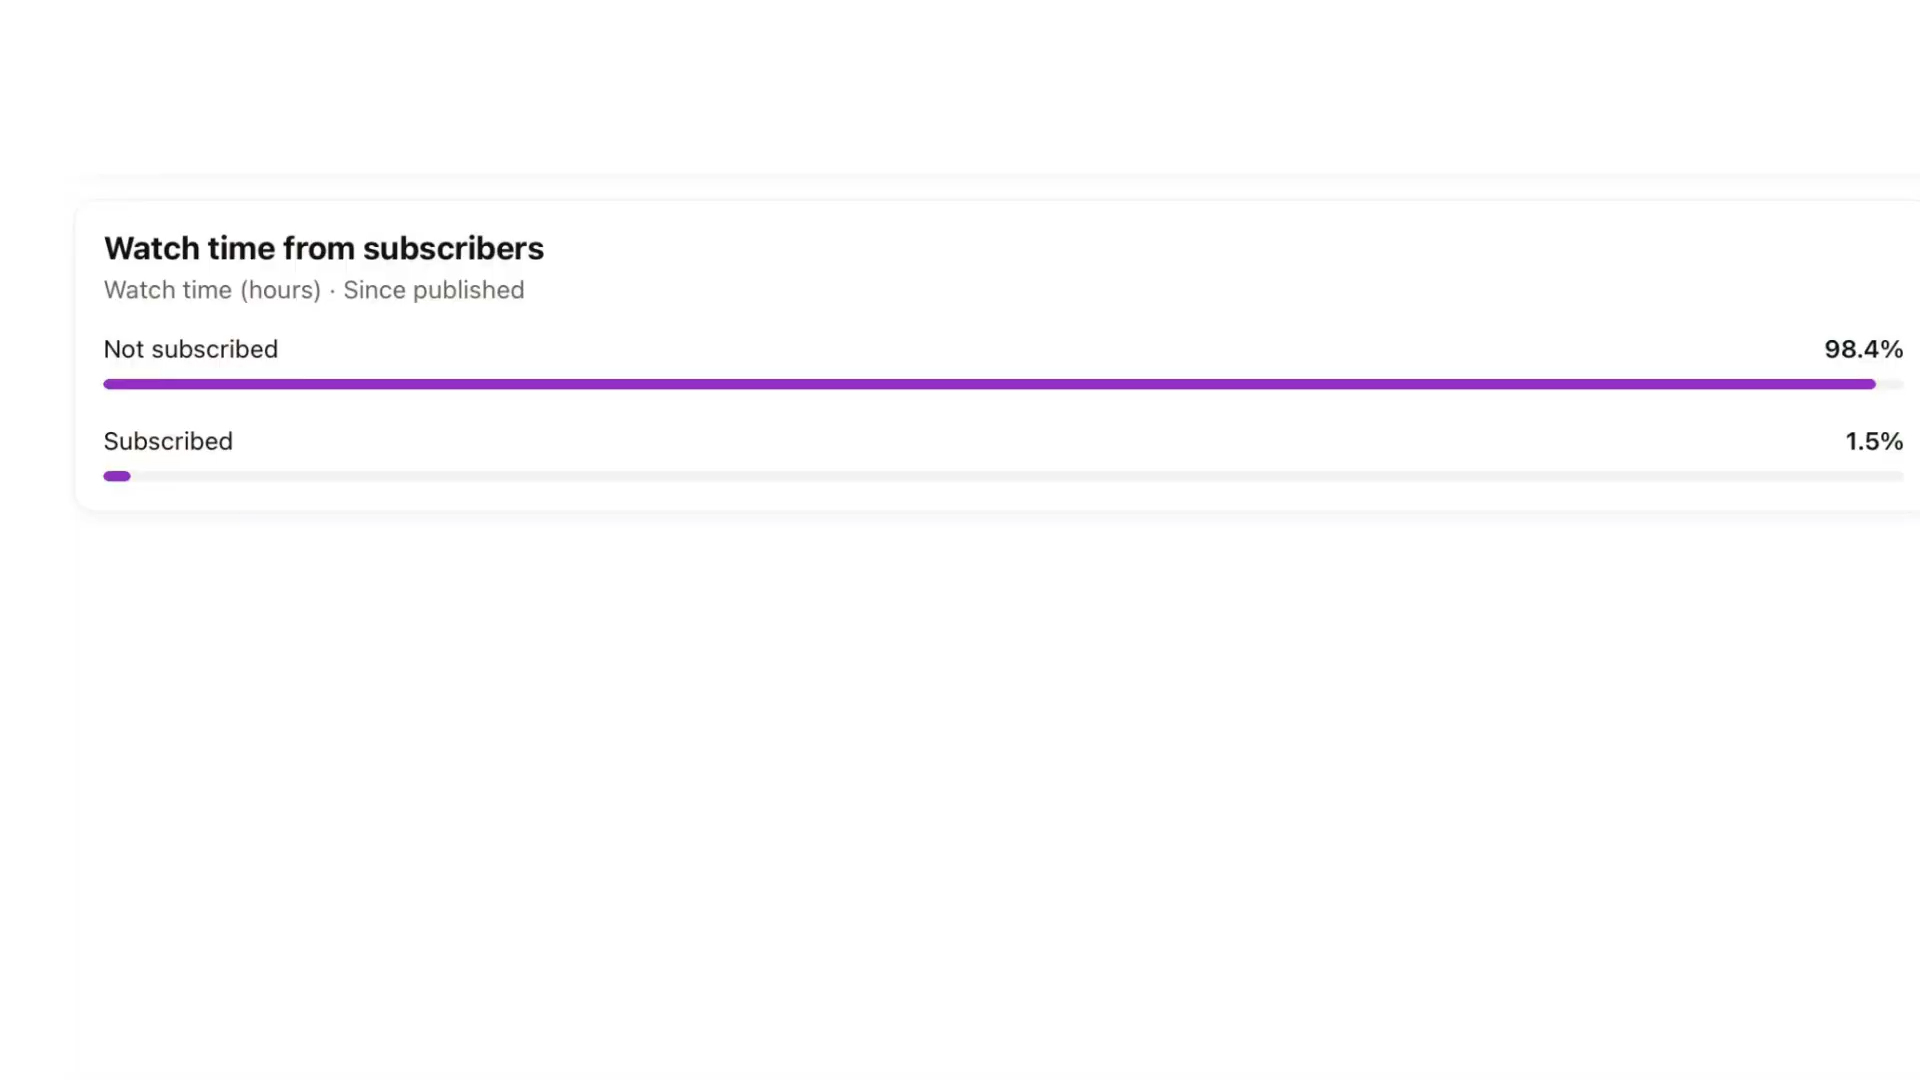 Watch time from subscribers
Watch time (hours) · Since published
Not subscribed 98.4%
Subscribed 1.5%